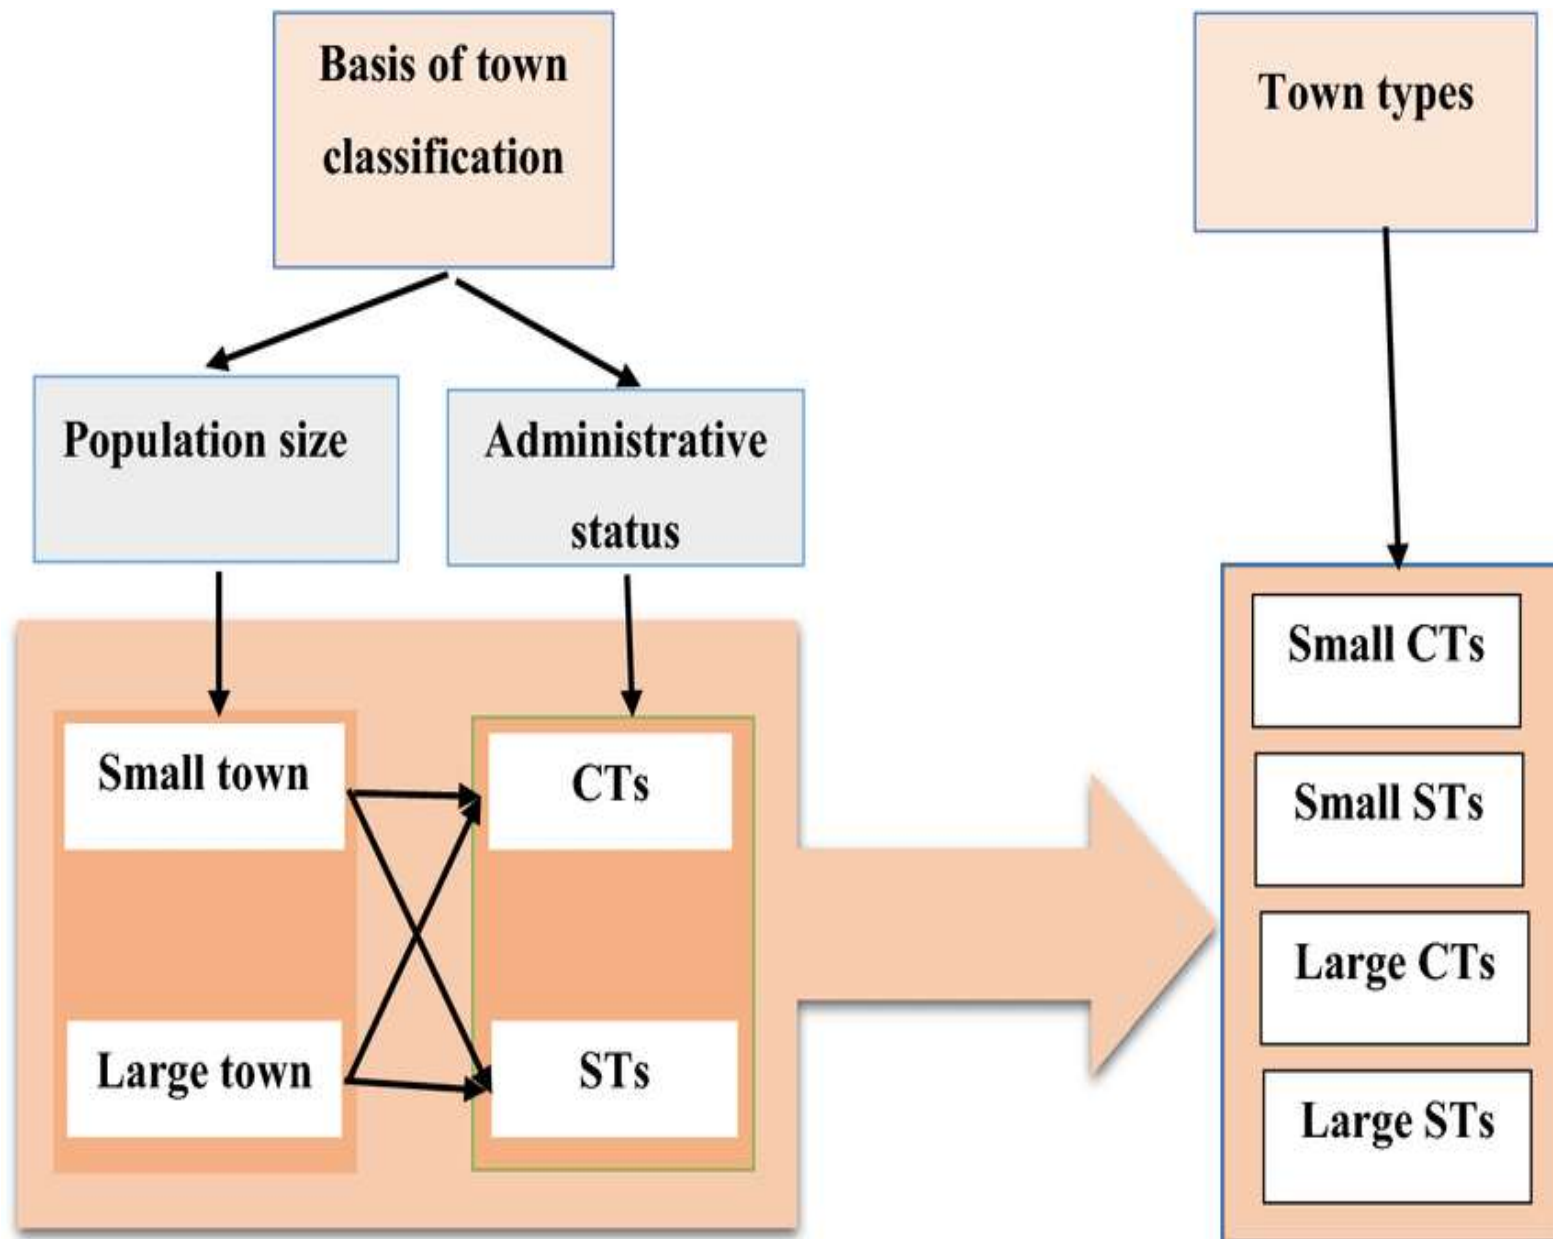 Basis of town
classification
Town types
Population size
Administrative
status
Small town
CTs
Large town
STs
Small CTs
Small STs
Large CTs
Large STs